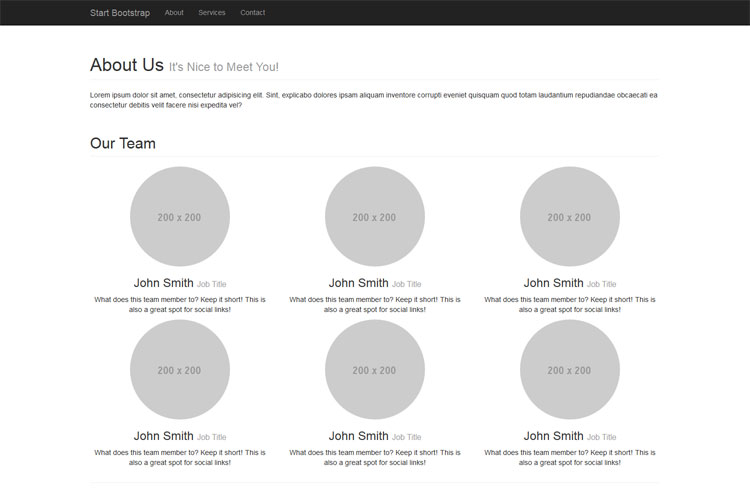 Start Bootstrap About Services Contact
About Us It's Nice to Meet You!
Lorem ipsum dolor sit amet, consectetur adipisicing elit. Sint, explicabo dolores ipsam aliquam inventore corrupti eveniet quisquam quod totam laudantium repudiandae obcaecati ea
consectetur debitis velit facere nisi expedita vel?
Our Team
200 x 200 200 x 200 200 x 200
John Smith Job Title John Smith Job Title John Smith Job Title
What does this team member to? Keep it short! This is What does this team member to? Keep it short! This is What does this team member to? Keep it short! This is
also a great spot for social links! also a great spot for social links! also a great spot for social links!
200 x 200 200 x 200 200 x 200
John Smith Job Title John Smith Job Title John Smith Job Title
What does this team member to? Keep it short! This is What does this team member to? Keep it short! This is What does this team member to? Keep it short! This is
also a great spot for social links! also a great spot for social links! also a great spot for social links!